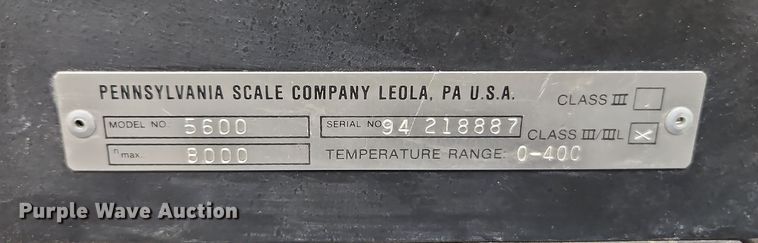 PENNSYLVANIA SCALE COMPANY LEOLA, PA U.S.A.
CLASS III
MODEL NO. 5600 SERIAL NO. 94 218887 CLASS III/IIIL X
n max. 8000 TEMPERATURE RANGE: 0-40C
Purple Wave Auction